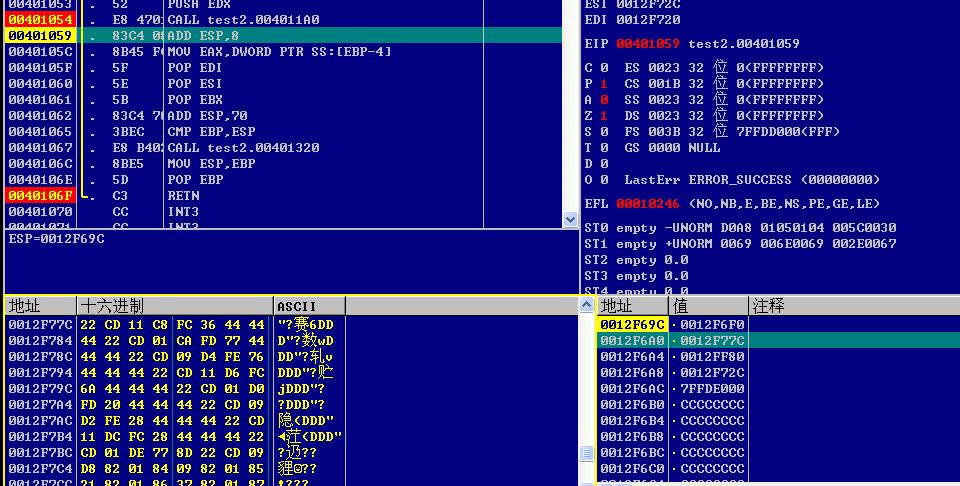 00401053 . 52 PUSH EDX
00401054 . E8 470 CALL test2.004011A0
00401059 . 83C4 08 ADD ESP,8
0040105C . 8B45 FC MOV EAX,DWORD PTR SS:[EBP-4]
0040105F . 5F POP EDI
00401060 . 5E POP ESI
00401061 . 5B POP EBX
00401062 . 83C4 70 ADD ESP,70
00401065 . 3BEC CMP EBP,ESP
00401067 . E8 B402 CALL test2.00401320
0040106C . 8BE5 MOV ESP,EBP
0040106E . 5D POP EBP
0040106F . C3 RETN
00401070 CC INT3
00401071 CC INT3
ESP=0012F69C
ESI 0012F72C
EDI 0012F720
EIP 00401059 test2.00401059
C 0 ES 0023 32 位 0(FFFFFFFF)
P 1 CS 001B 32 位 0(FFFFFFFF)
A 0 SS 0023 32 位 0(FFFFFFFF)
Z 1 DS 0023 32 位 0(FFFFFFFF)
S 0 FS 003B 32 位 7FFDD000(FFF)
T 0 GS 0000 NULL
D 0
O 0 LastErr ERROR_SUCCESS (00000000)
EFL 00010246 (NO,NB,E,BE,NS,PE,GE,LE)
ST0 empty -UNORM D0A8 01050104 005C0030
ST1 empty +UNORM 0069 006E0069 002E0067
ST2 empty 0.0
ST3 empty 0.0
ST4 empty 0.0
地址 十六进制 ASCII
0012F77C 22 CD 11 C8 FC 36 44 44 "?赛6DD
0012F784 44 22 CD 01 CA FD 77 44 D"?数wD
0012F78C 44 44 22 CD 09 D4 FE 76 DD"?轧v
0012F794 44 44 44 22 CD 11 D6 FC DDD"?贮
0012F79C 6A 44 44 44 22 CD 01 D0 jDDD"?
0012F7A4 FD 20 44 44 44 22 CD 09 ?DDD"?
0012F7AC D2 FE 28 44 44 44 22 CD 隐(DDD"
0012F7B4 11 DC FC 28 44 44 44 22 ◄茳(DDD"
0012F7BC CD 01 DE 77 8D 22 CD 09 ?迈??
0012F7C4 D8 82 01 84 09 82 01 85
0012F7CC 21 82 01 86 37 82 01 87 !???
地址 值 注释
0012F69C ·0012F6F0
0012F6A0 ·0012F77C
0012F6A4 ·0012FF80
0012F6A8 ·0012F72C
0012F6AC ·7FFDE000
0012F6B0 ·CCCCCCCC
0012F6B4 ·CCCCCCCC
0012F6B8 ·CCCCCCCC
0012F6BC ·CCCCCCCC
0012F6C0 ·CCCCCCCC